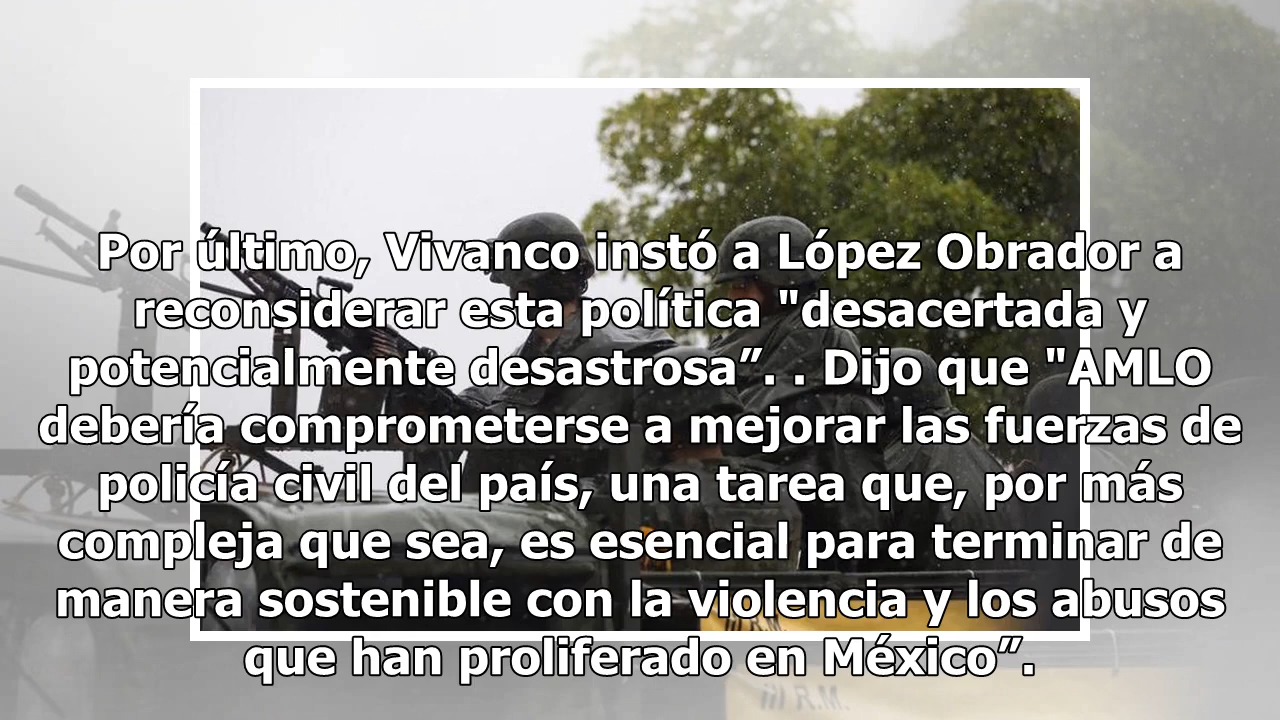 Por último, Vivanco instó a López Obrador a
reconsiderar esta política "desacertada y
potencialmente desastrosa”. . Dijo que "AMLO
debería comprometerse a mejorar las fuerzas de
policía civil del país, una tarea que, por más
compleja que sea, es esencial para terminar de
manera sostenible con la violencia y los abusos
que han proliferado en México”.
III R.M.